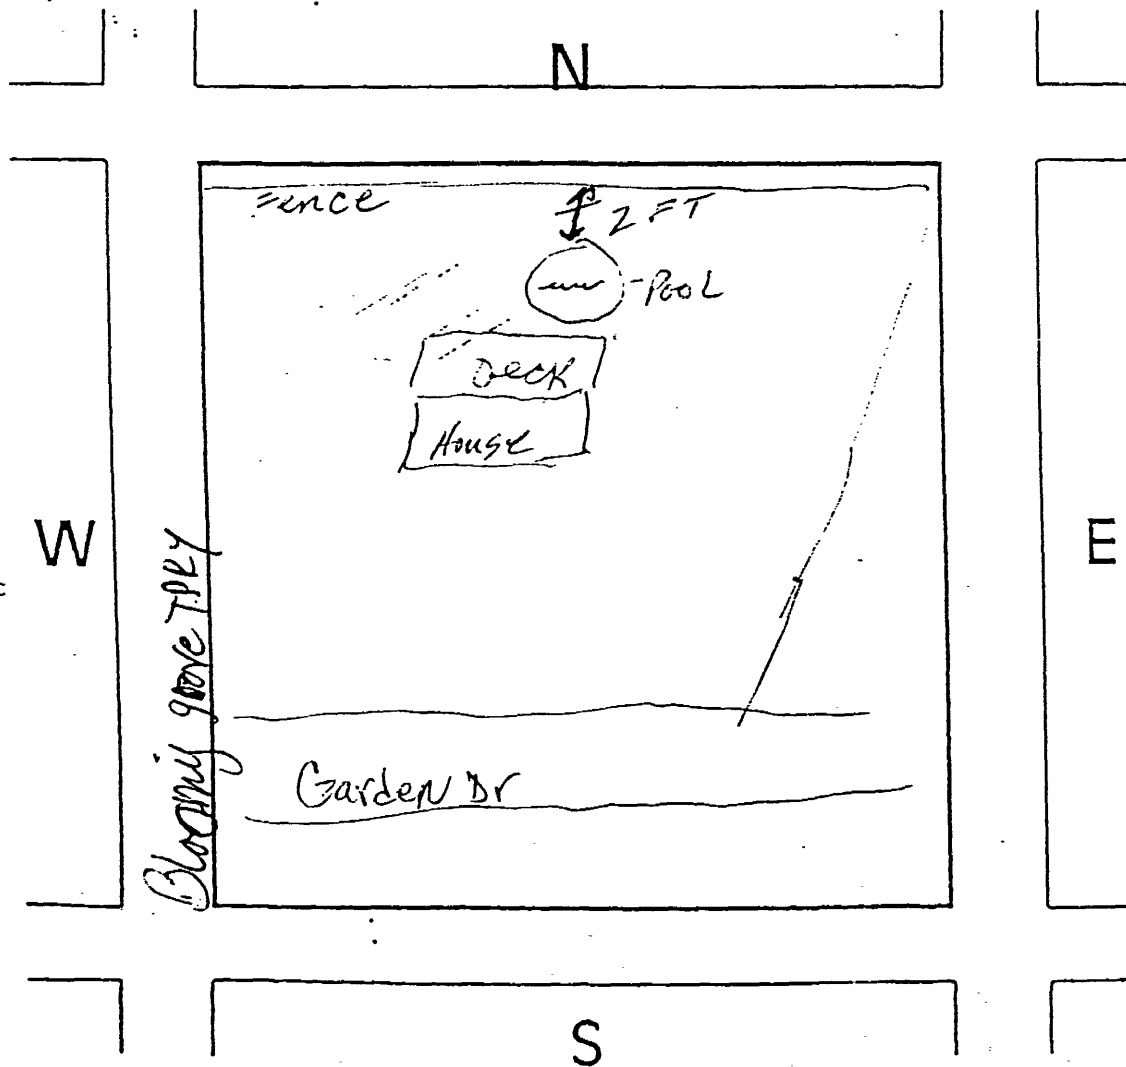 N
Fence
2 FT
POOL
Deck
House
W
E
Blooming grove TPKY
Garden Dr
S